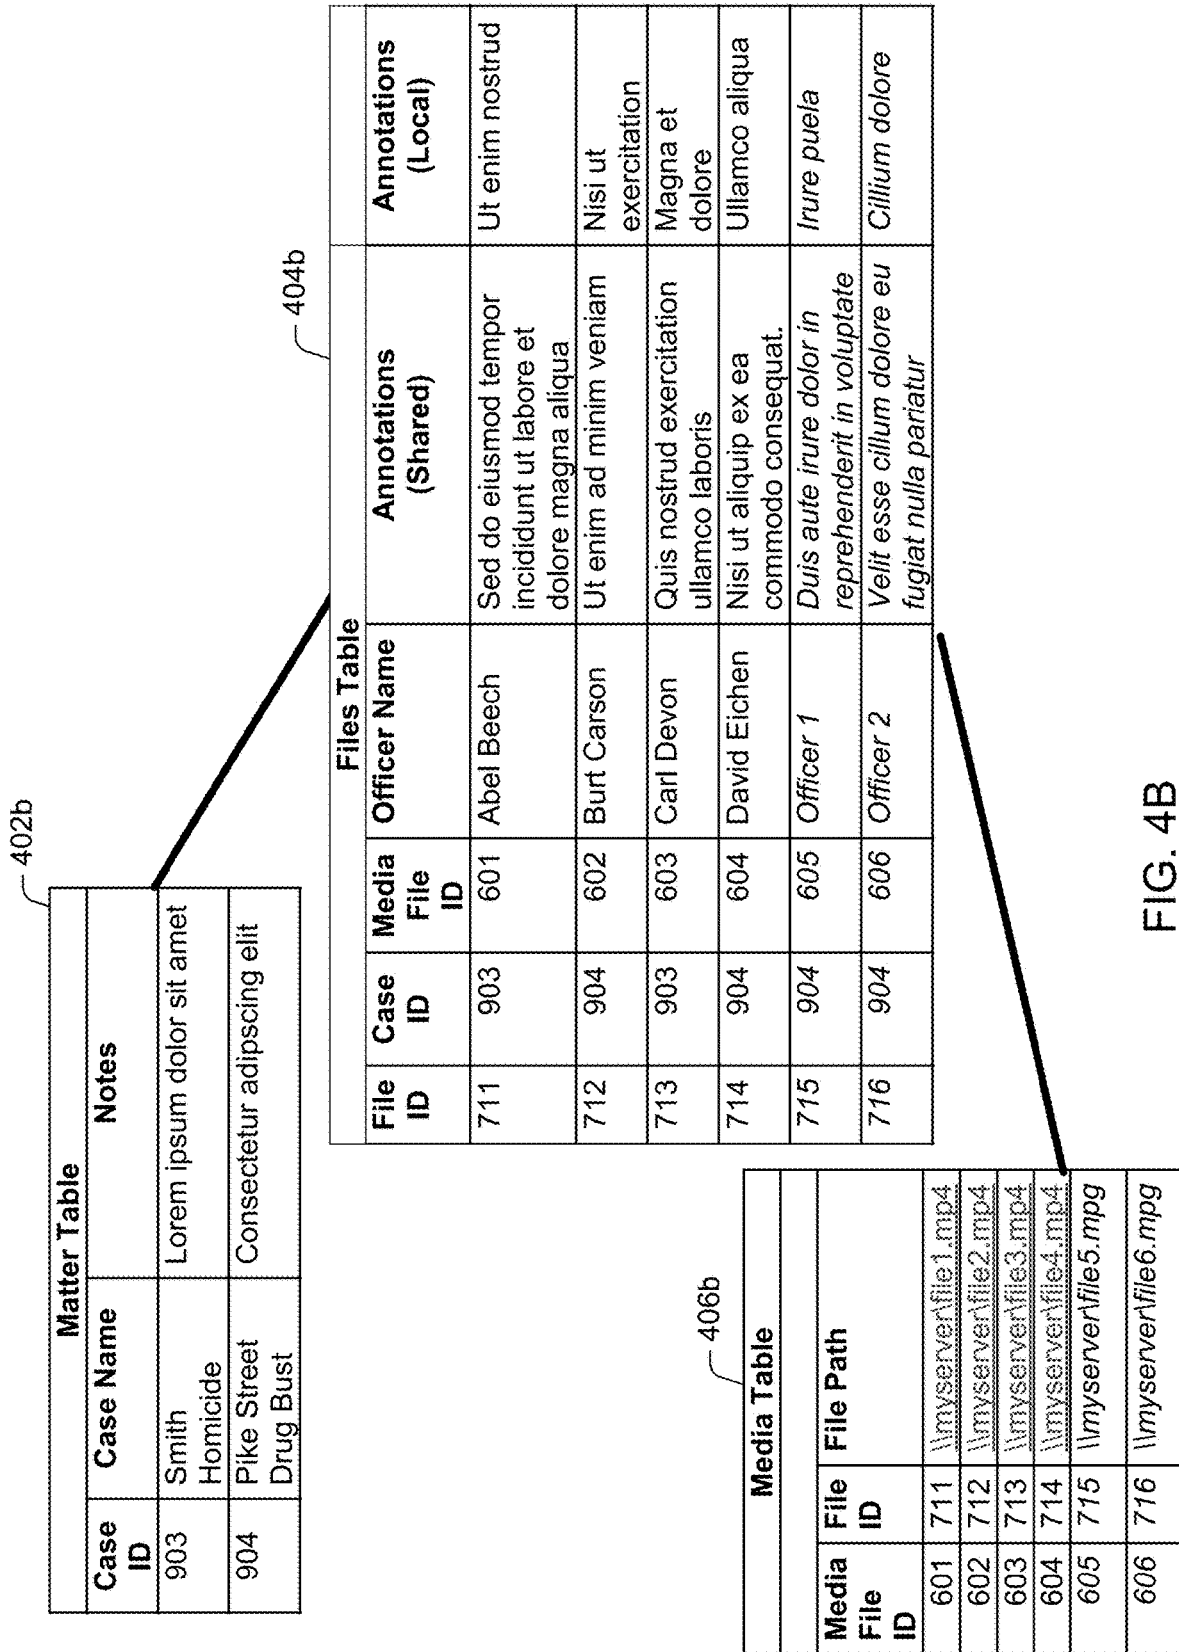 402b
Matter Table
Case ID Case Name Notes
903 Smith Homicide Lorem ipsum dolor sit amet
904 Pike Street Drug Bust Consectetur adipscing elit
404b
Files Table
File ID Case ID Media File ID Officer Name Annotations (Shared) Annotations (Local)
711 903 601 Abel Beech Sed do eiusmod tempor incididunt ut labore et dolore magna aliqua Ut enim nostrud
712 904 602 Burt Carson Ut enim ad minim veniam Nisi ut exercitation
713 903 603 Carl Devon Quis nostrud exercitation ullamco laboris Magna et dolore
714 904 604 David Eichen Nisi ut aliquip ex ea commodo consequat. Ullamco aliqua
715 904 605 Officer 1 Duis aute irure dolor in reprehenderit in voluptate Irure puela
716 904 606 Officer 2 Velit esse cillum dolore eu fugiat nulla pariatur Cillium dolore
406b
Media Table
Media File ID File ID File Path
601 711 \\myserver\file1.mp4
602 712 \\myserver\file2.mp4
603 713 \\myserver\file3.mp4
604 714 \\myserver\file4.mp4
605 715 \\myserver\file5.mpg
606 716 \\myserver\file6.mpg
FIG. 4B